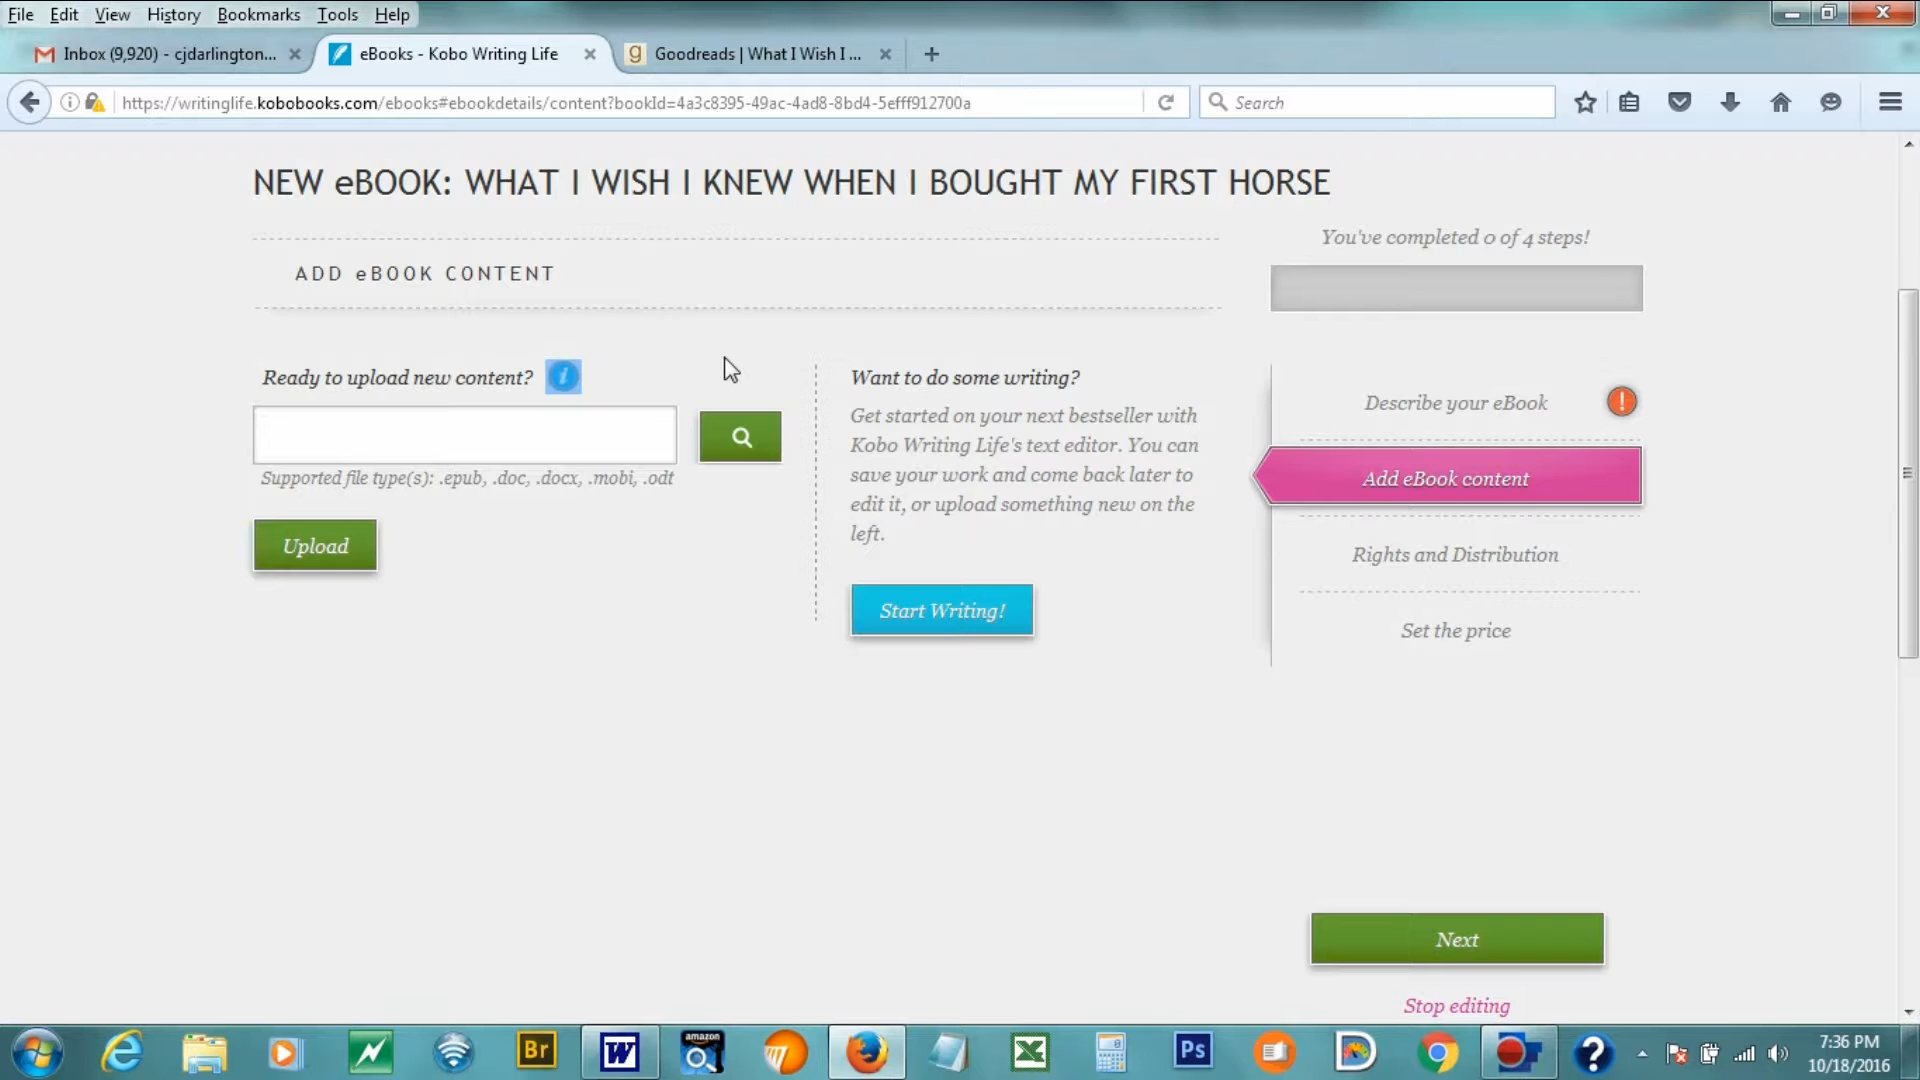 File Edit View History Bookmarks Tools Help
Inbox (9,920) - cjdarlington... eBooks - Kobo Writing Life Goodreads | What I Wish I ...
https://writinglife.kobobooks.com/ebooks#ebookdetails/content?bookId=4a3c8395-49ac-4ad8-8bd4-5efff912700a Search
NEW eBOOK: WHAT I WISH I KNEW WHEN I BOUGHT MY FIRST HORSE
You've completed 0 of 4 steps!
ADD eBOOK CONTENT
Ready to upload new content? i
Supported file type(s): .epub, .doc, .docx, .mobi, .odt
Upload
Want to do some writing?
Get started on your next bestseller with
Kobo Writing Life's text editor. You can
save your work and come back later to
edit it, or upload something new on the
left.
Start Writing!
Describe your eBook !
Add eBook content
Rights and Distribution
Set the price
Next
Stop editing
Br W amazon Ps ?
7:36 PM
10/18/2016